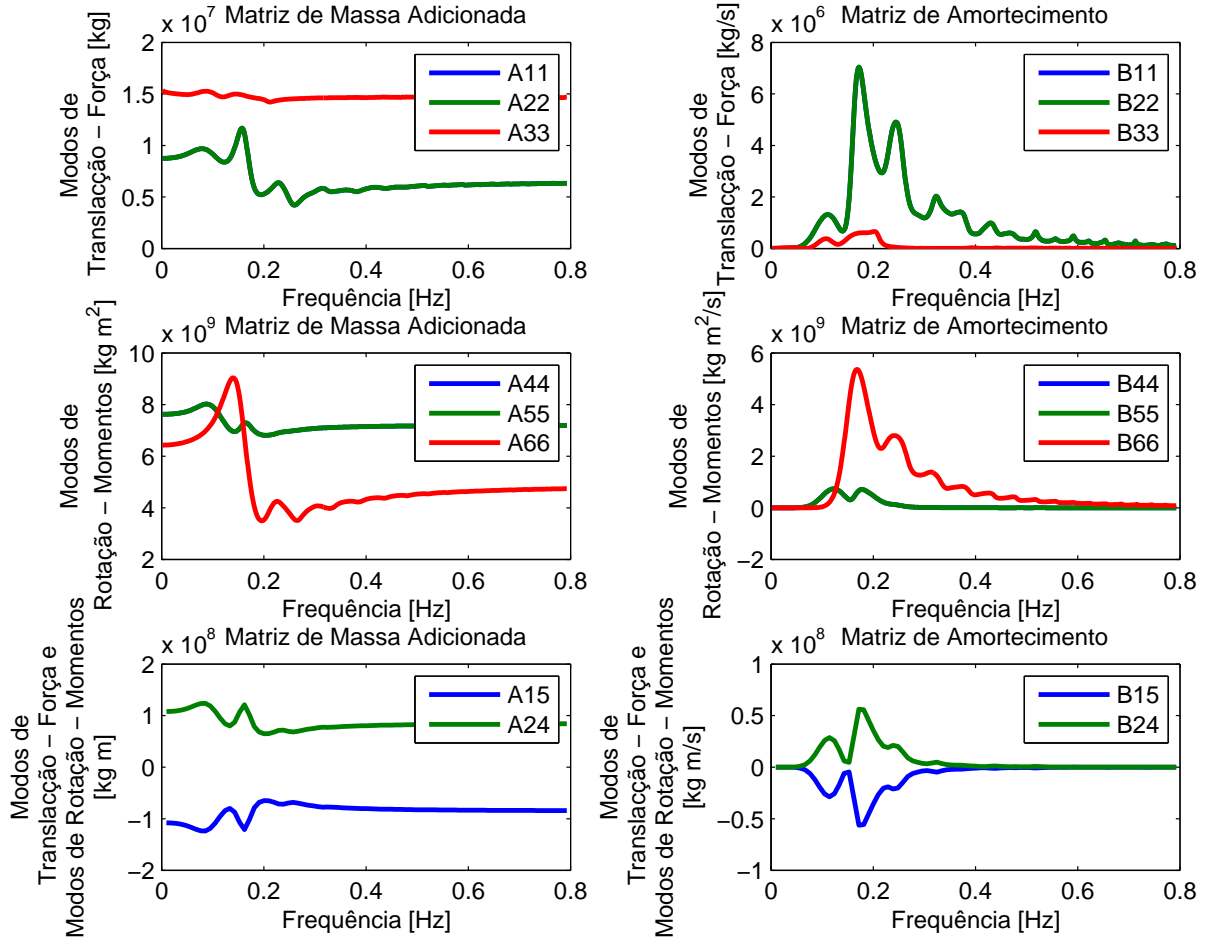 x 10^7 Matriz de Massa Adicionada
Modos de
Translacção – Força [kg]
2
1.5
1
0.5
0
A11
A22
A33
0 0.2 0.4 0.6 0.8
Frequência [Hz]
x 10^6 Matriz de Amortecimento
Modos de
Translacção – Força [kg/s]
8
6
4
2
0
B11
B22
B33
0 0.2 0.4 0.6 0.8
Frequência [Hz]
x 10^9 Matriz de Massa Adicionada
Modos de
Rotação – Momentos [kg m^2]
10
8
6
4
2
A44
A55
A66
0 0.2 0.4 0.6 0.8
Frequência [Hz]
x 10^9 Matriz de Amortecimento
Modos de
Rotação – Momentos [kg m^2/s]
6
4
2
0
−2
B44
B55
B66
0 0.2 0.4 0.6 0.8
Frequência [Hz]
x 10^8 Matriz de Massa Adicionada
Modos de
Translacção – Força e
Modos de Rotação – Momentos
[kg m]
2
1
0
−1
−2
A15
A24
0 0.2 0.4 0.6 0.8
Frequência [Hz]
x 10^8 Matriz de Amortecimento
Modos de
Translacção – Força e
Modos de Rotação – Momentos
[kg m/s]
1
0.5
0
−0.5
−1
B15
B24
0 0.2 0.4 0.6 0.8
Frequência [Hz]